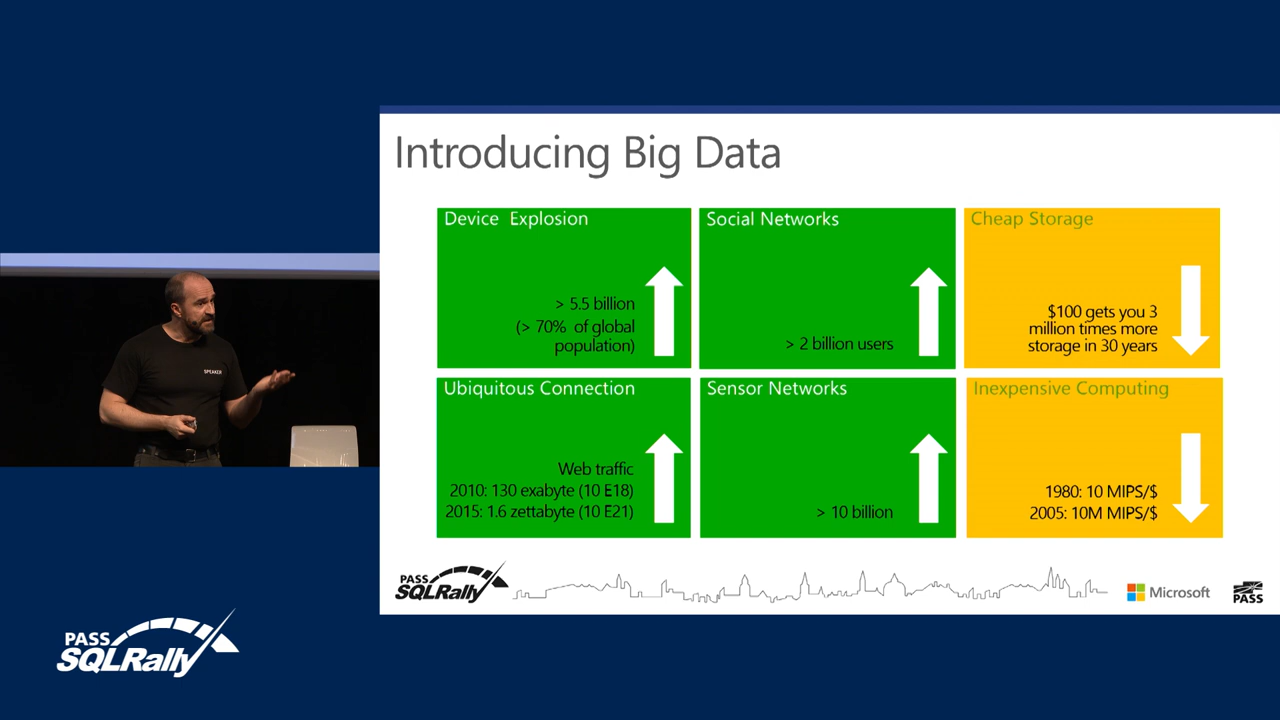 Introducing Big Data
Device Explosion
> 5.5 billion
(> 70% of global
population)
Social Networks
> 2 billion users
Cheap Storage
$100 gets you 3
million times more
storage in 30 years
Ubiquitous Connection
Web traffic
2010: 130 exabyte (10 E18)
2015: 1.6 zettabyte (10 E21)
Sensor Networks
> 10 billion
Inexpensive Computing
1980: 10 MIPS/$
2005: 10M MIPS/$
SPEAKER
PASS
SQLRally
Microsoft
PASS
PASS
SQLRally